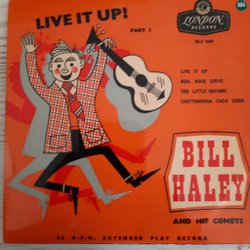 LIVE IT UP!
PART 1
LONDON
RECORDS
104
LIVE IT UP
REAL ROCK DRIVE
TEN LITTLE INDIANS
CHATTANOOGA CHOO CHOO
BILL
HALEY
AND HIS COMETS
45 R.P.M. EXTENDED PLAY RECORD